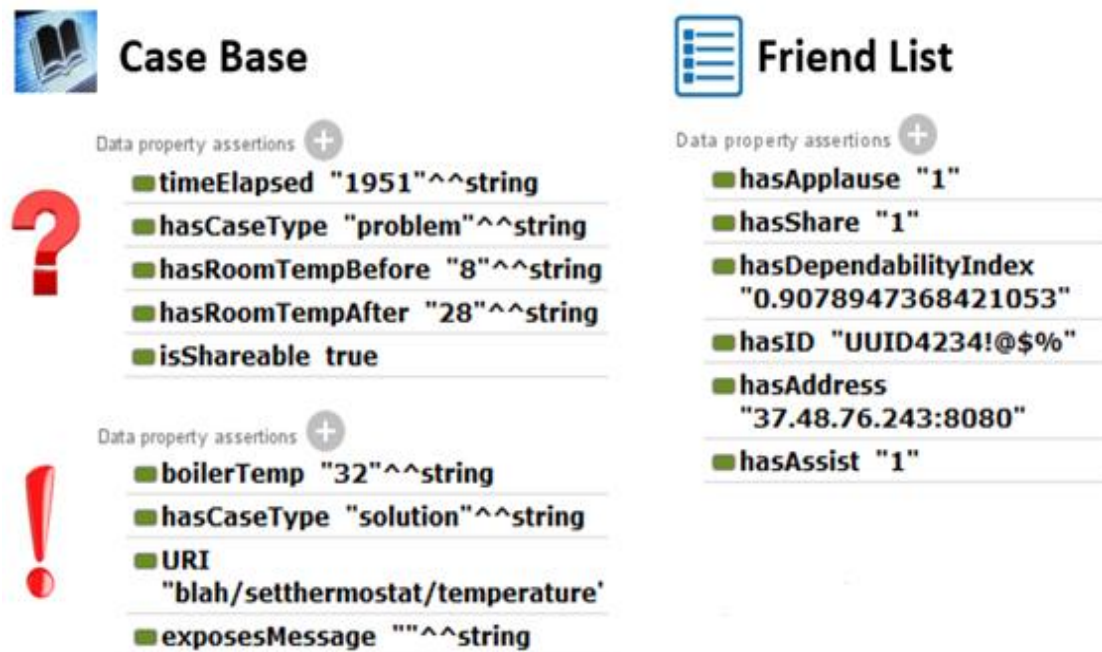 Case Base
Data property assertions
timeElapsed "1951"^^string
hasCaseType "problem"^^string
hasRoomTempBefore "8"^^string
hasRoomTempAfter "28"^^string
isShareable true
Data property assertions
boilerTemp "32"^^string
hasCaseType "solution"^^string
URI
"blah/setthermostat/temperature'
exposesMessage ""^^string
Friend List
Data property assertions
hasApplause "1"
hasShare "1"
hasDependabilityIndex
"0.9078947368421053"
hasID "UUID4234!@$%"
hasAddress
"37.48.76.243:8080"
hasAssist "1"